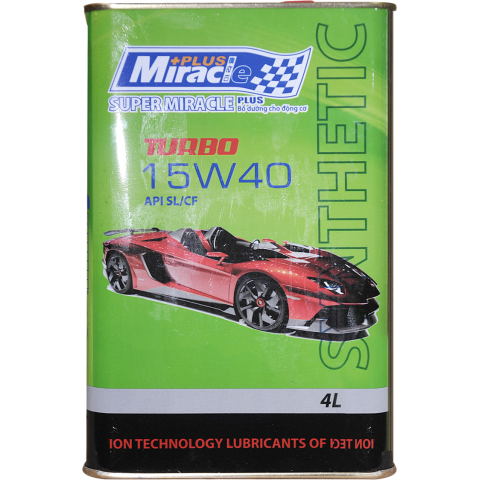 +PLUS
Miracle
SUPER MIRACLE PLUS
Bổ dưỡng cho động cơ
TURBO
15W40
API SL/CF
SYNTHETIC
4L
ION TECHNOLOGY LUBRICANTS OF